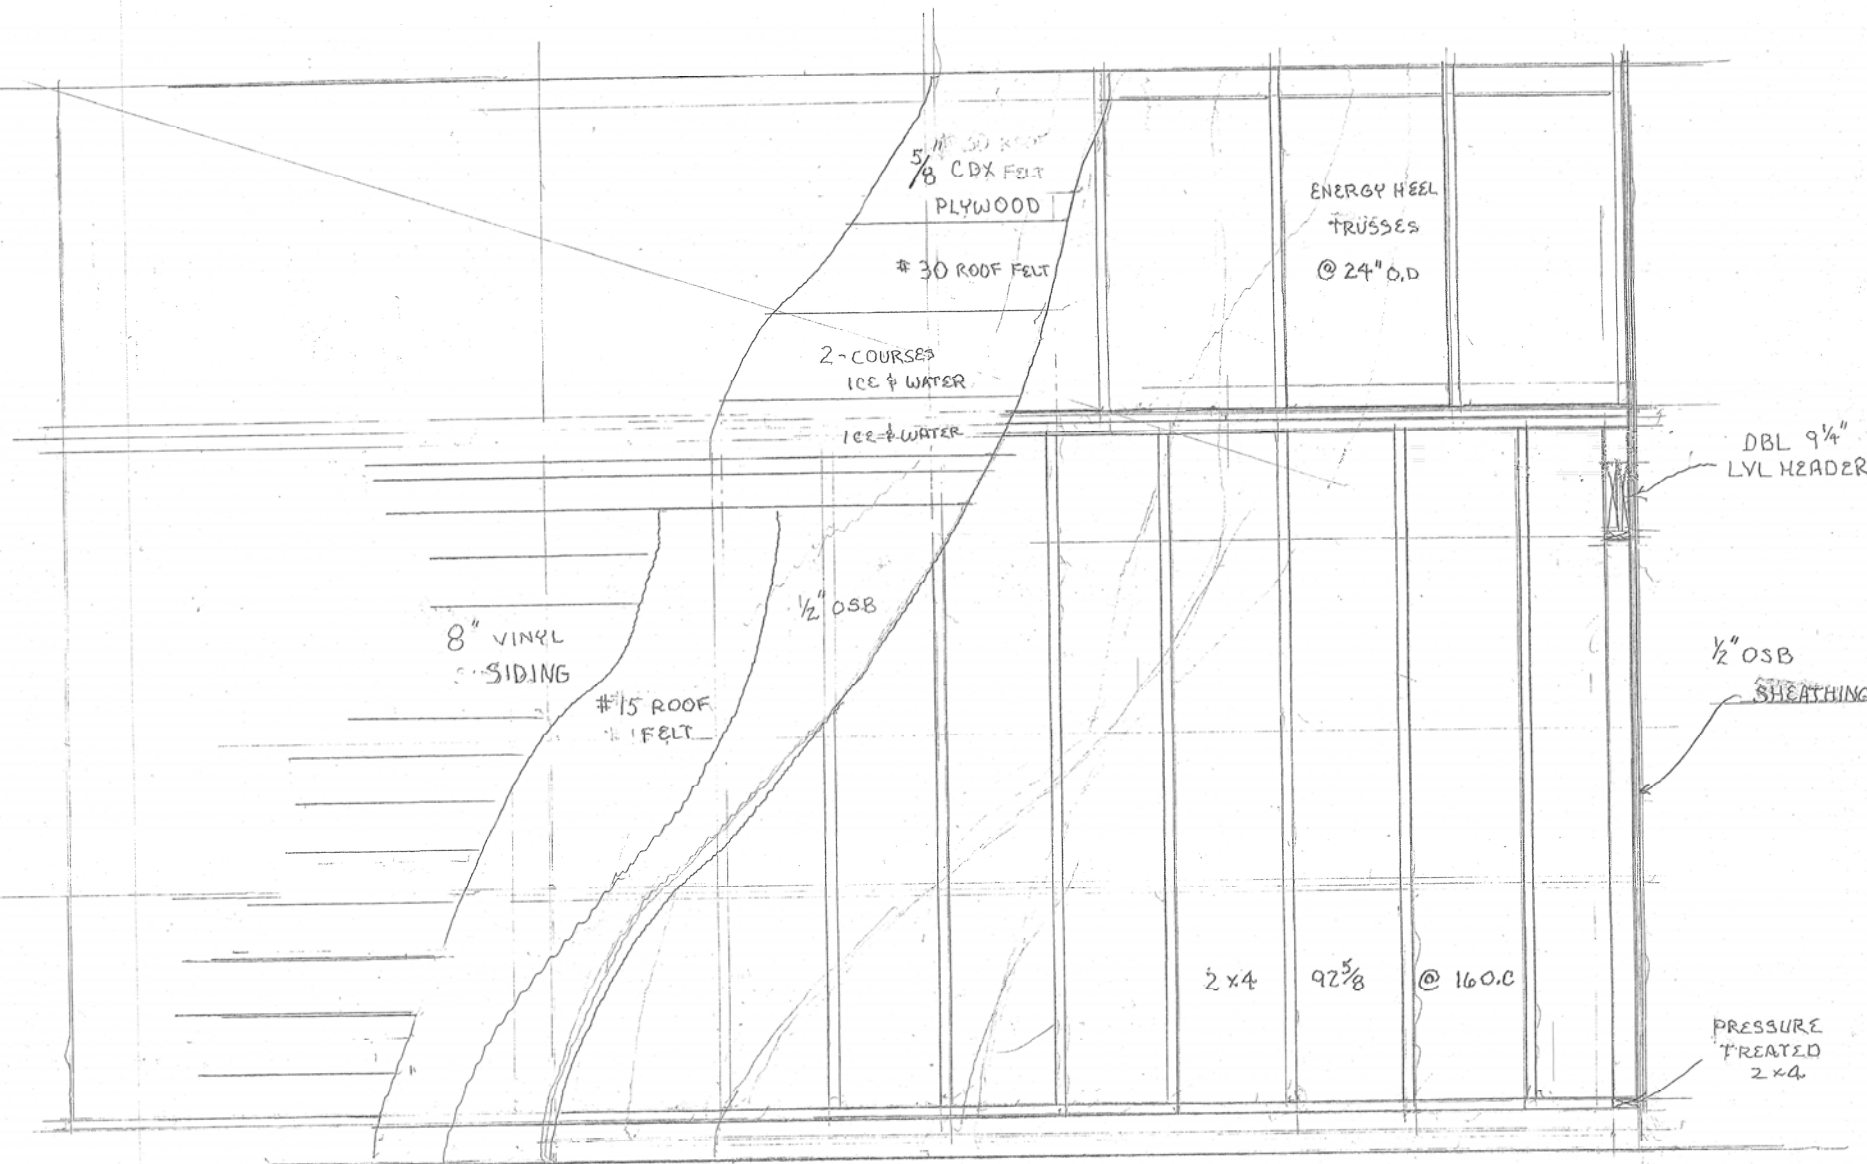 5/8" CDX FELT
PLYWOOD
# 30 ROOF FELT
2-COURSES
ICE & WATER
ICE & WATER
ENERGY HEEL
TRUSSES
@ 24" O.D
DBL 9 1/4"
LVL HEADER
1/2" OSB
8" VINYL
SIDING
#15 ROOF
FELT
1/2" OSB
SHEATHING
2x4 92 5/8 @ 16 O.C
PRESSURE
TREATED
2x4